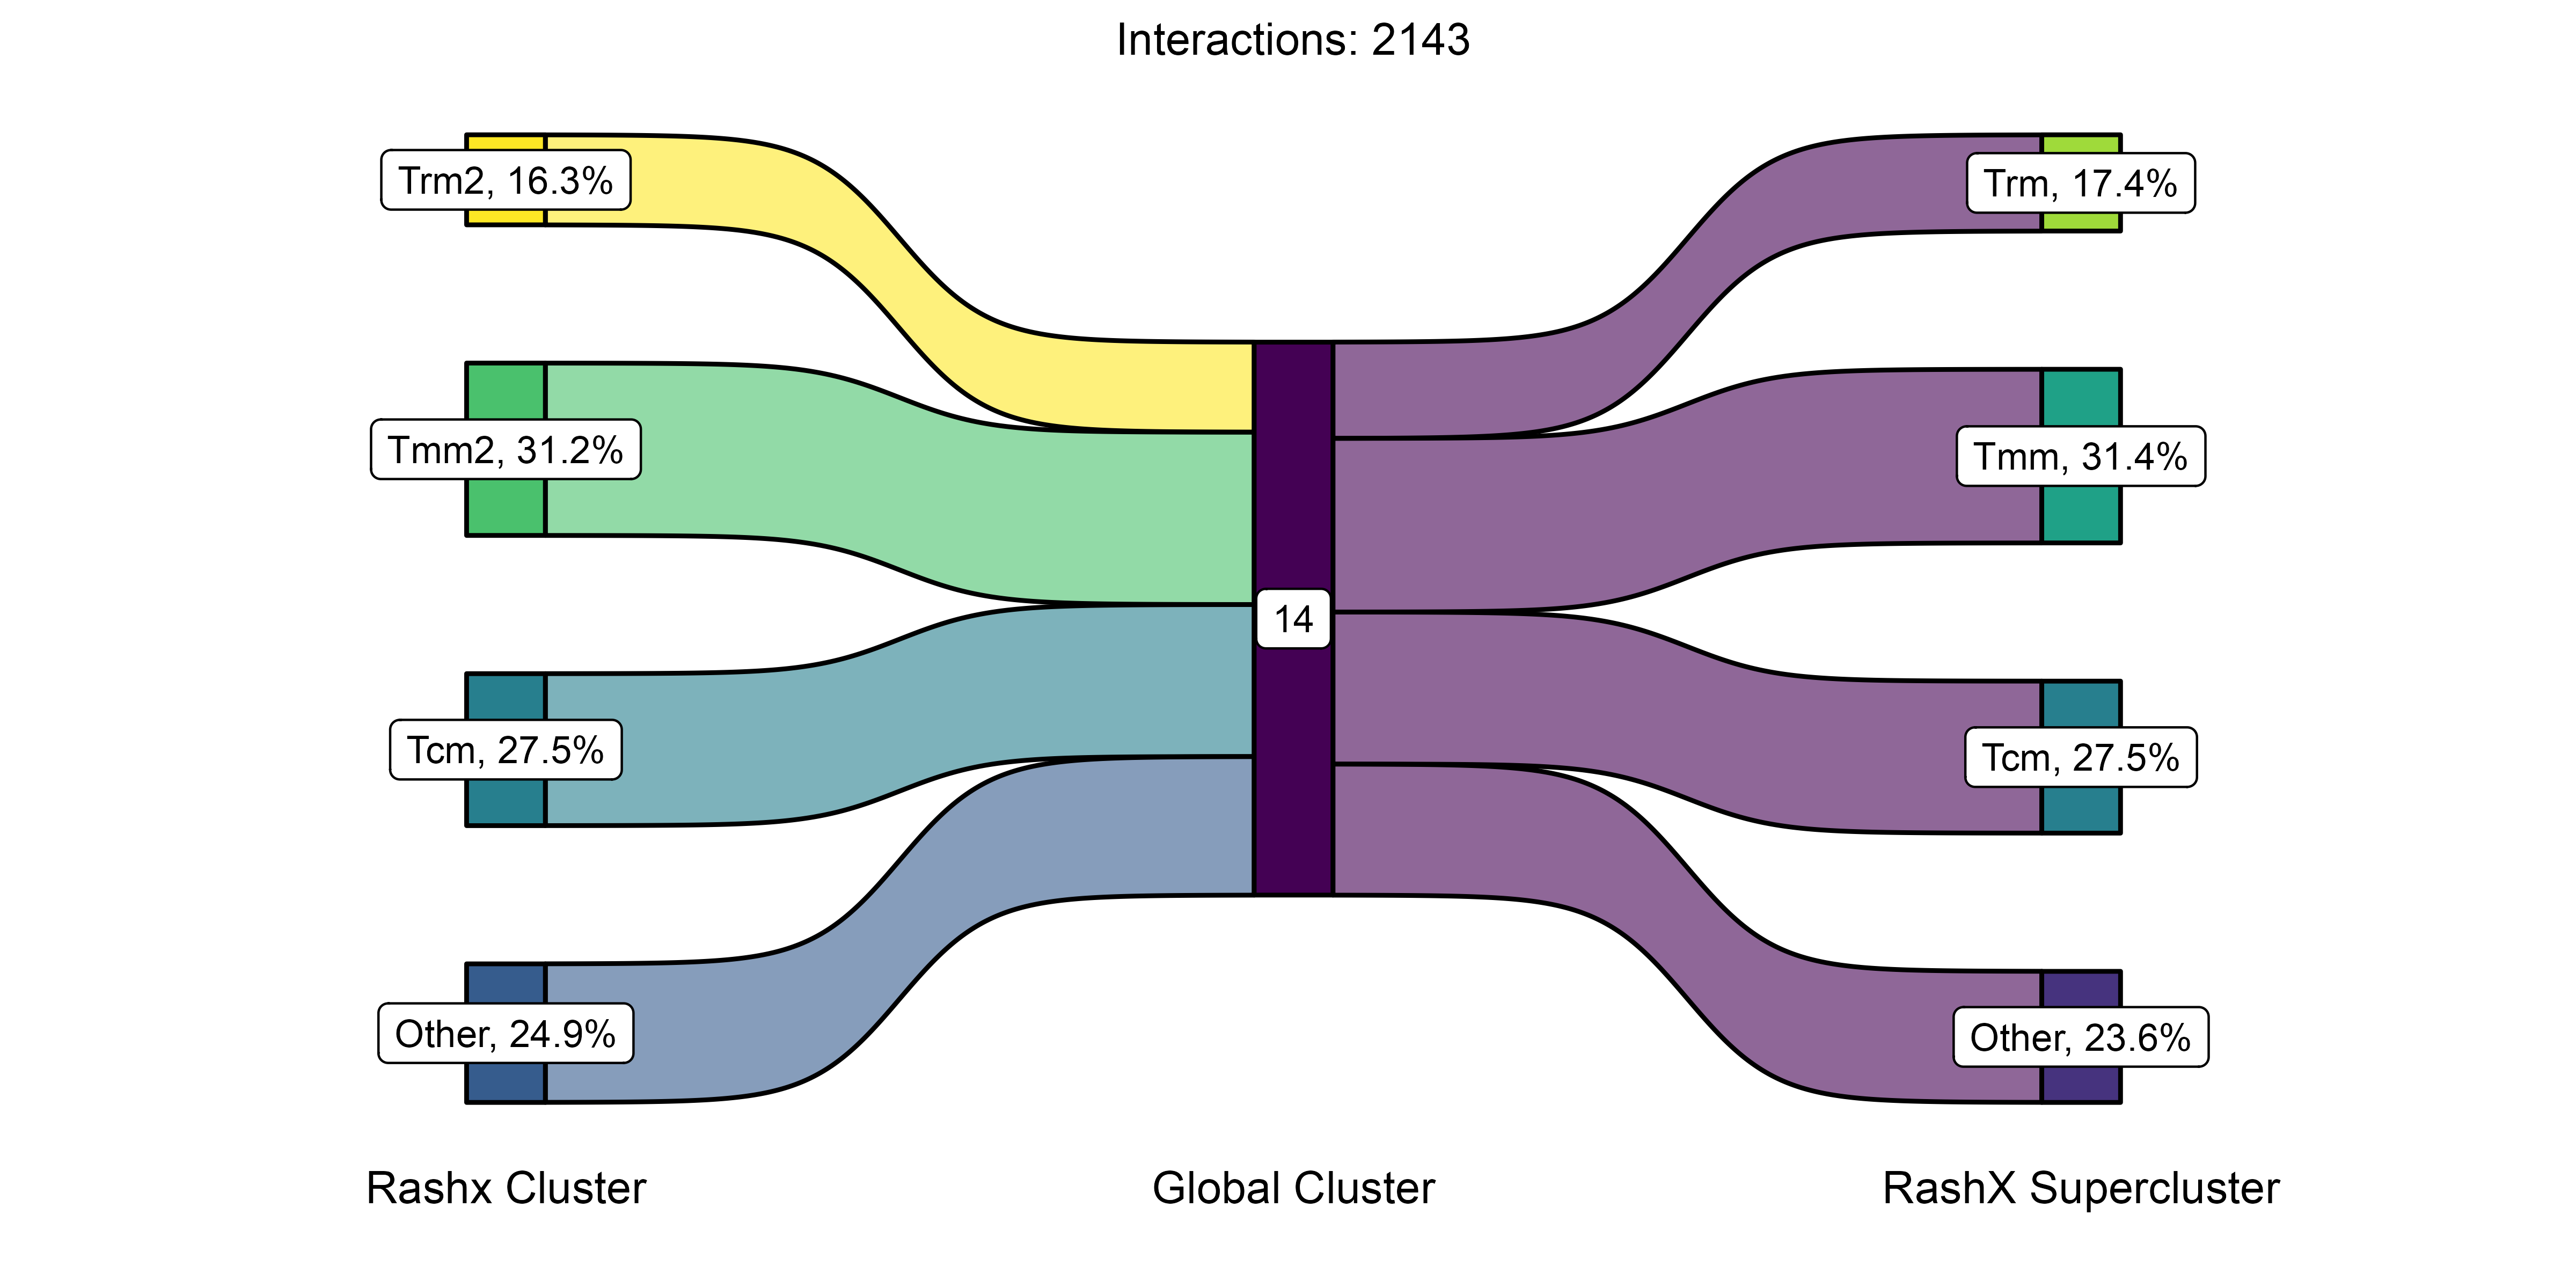 Interactions: 2143
Trm2, 16.3%
Trm, 17.4%
Tmm2, 31.2%
Tmm, 31.4%
14
Tcm, 27.5%
Tcm, 27.5%
Other, 24.9%
Other, 23.6%
Rashx Cluster
Global Cluster
RashX Supercluster